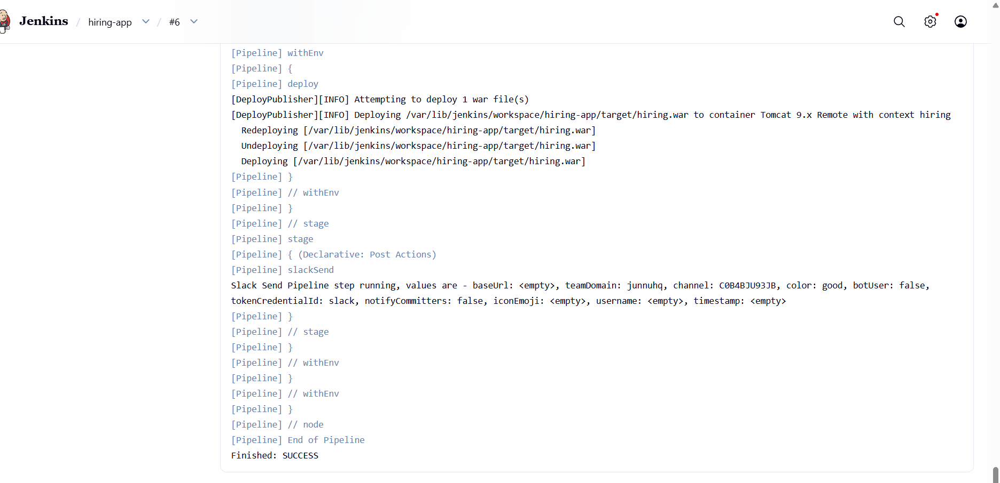 Jenkins / hiring-app / #6
[Pipeline] withEnv
[Pipeline] {
[Pipeline] deploy
[DeployPublisher][INFO] Attempting to deploy 1 war file(s)
[DeployPublisher][INFO] Deploying /var/lib/jenkins/workspace/hiring-app/target/hiring.war to container Tomcat 9.x Remote with context hiring
  Redeploying [/var/lib/jenkins/workspace/hiring-app/target/hiring.war]
  Undeploying [/var/lib/jenkins/workspace/hiring-app/target/hiring.war]
  Deploying [/var/lib/jenkins/workspace/hiring-app/target/hiring.war]
[Pipeline] }
[Pipeline] // withEnv
[Pipeline] }
[Pipeline] // stage
[Pipeline] stage
[Pipeline] { (Declarative: Post Actions)
[Pipeline] slackSend
Slack Send Pipeline step running, values are - baseUrl: <empty>, teamDomain: junnuhq, channel: C0B4BJU93JB, color: good, botUser: false,
tokenCredentialId: slack, notifyCommitters: false, iconEmoji: <empty>, username: <empty>, timestamp: <empty>
[Pipeline] }
[Pipeline] // stage
[Pipeline] }
[Pipeline] // withEnv
[Pipeline] }
[Pipeline] // withEnv
[Pipeline] }
[Pipeline] // node
[Pipeline] End of Pipeline
Finished: SUCCESS